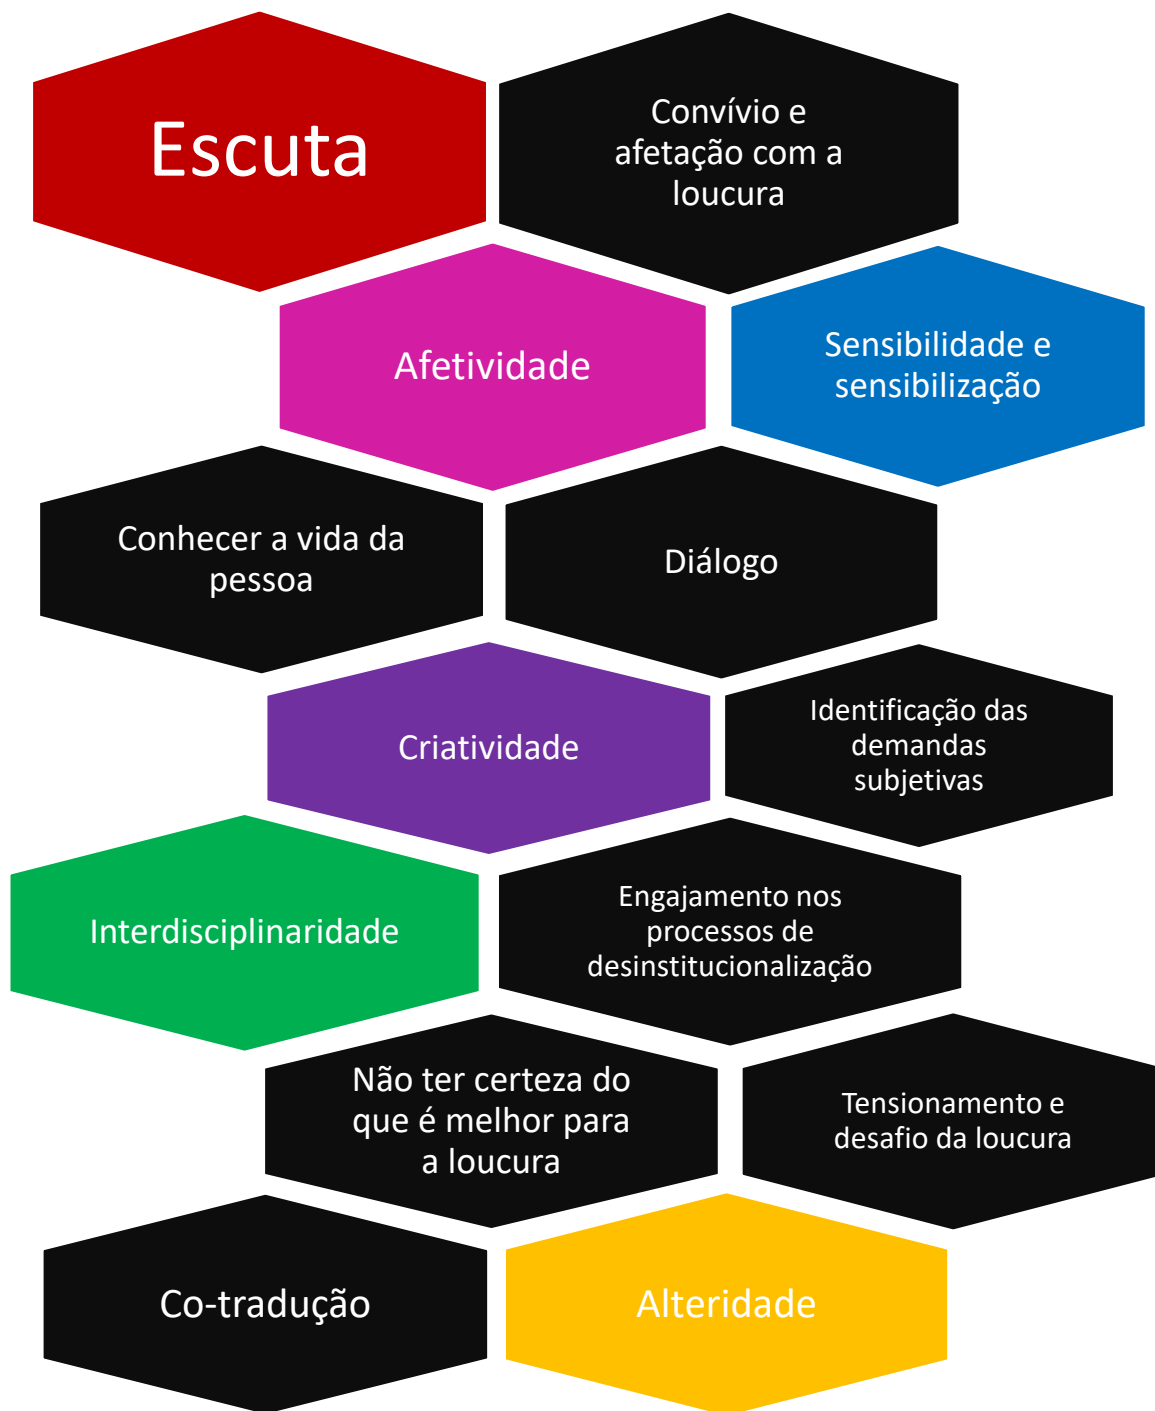 Escuta
Convívio e
afetação com a
loucura
Afetividade
Sensibilidade e
sensibilização
Conhecer a vida da
pessoa
Diálogo
Criatividade
Identificação das
demandas
subjetivas
Interdisciplinaridade
Engajamento nos
processos de
desinstitucionalização
Não ter certeza do
que é melhor para
a loucura
Tensionamento e
desafio da loucura
Co-tradução
Alteridade